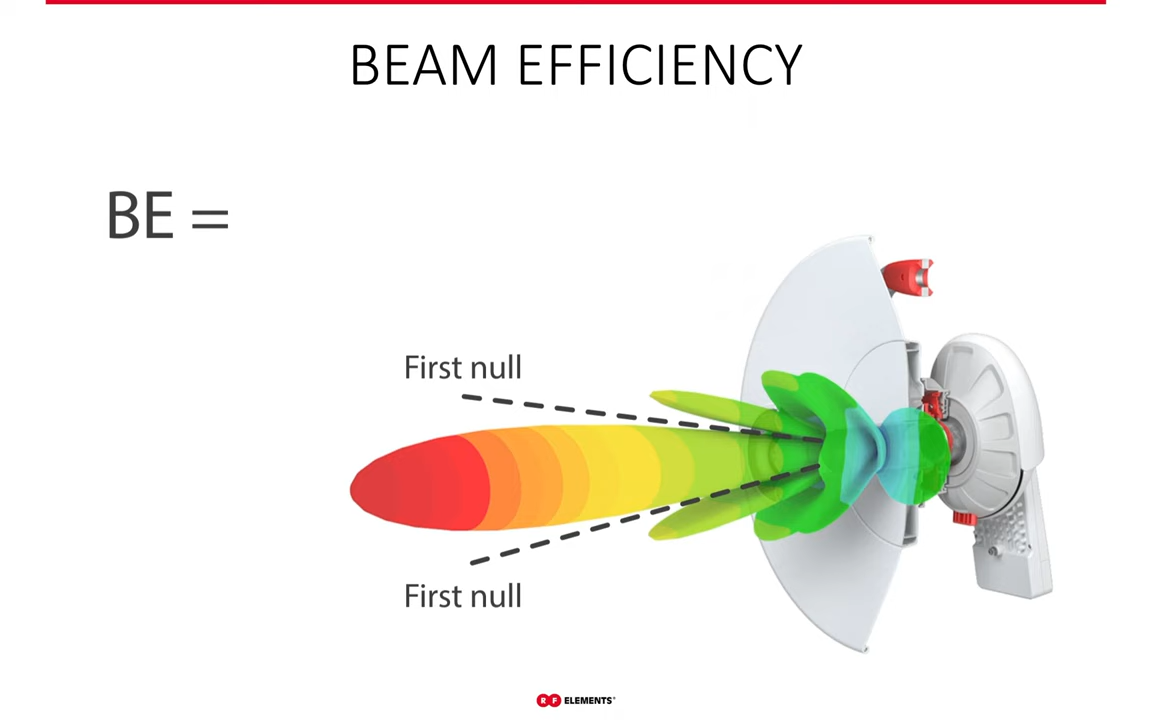 BEAM EFFICIENCY
BE =
First null
First null
RF ELEMENTS®